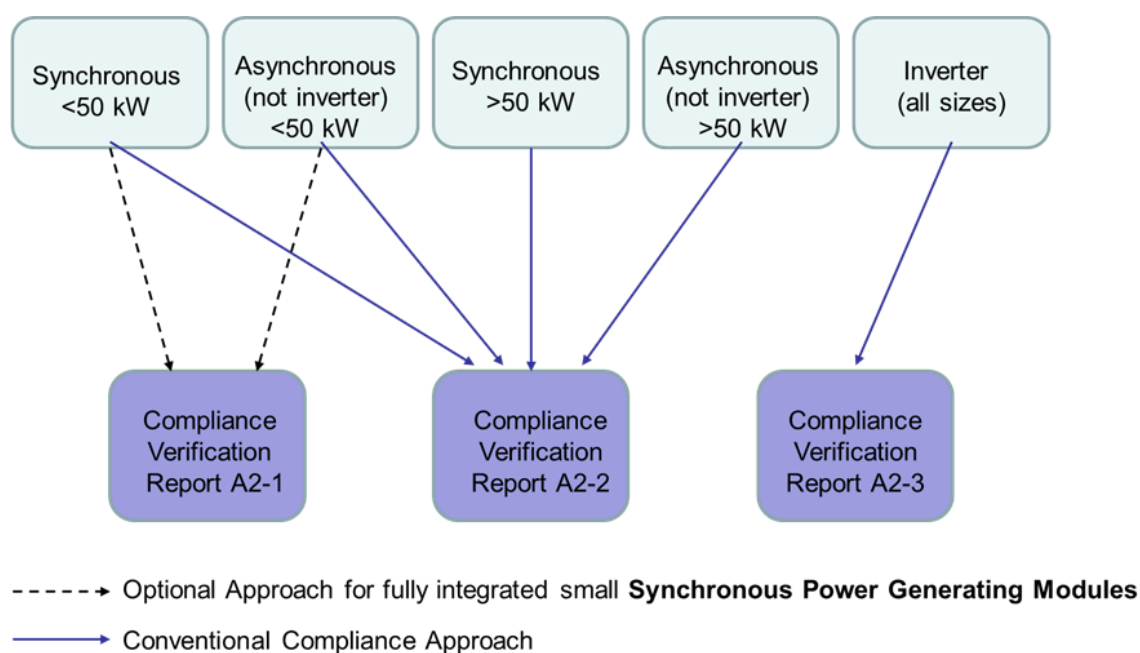 Synchronous
<50 kW
Asynchronous
(not inverter)
<50 kW
Synchronous
>50 kW
Asynchronous
(not inverter)
>50 kW
Inverter
(all sizes)
Compliance
Verification
Report A2-1
Compliance
Verification
Report A2-2
Compliance
Verification
Report A2-3
Optional Approach for fully integrated small Synchronous Power Generating Modules
Conventional Compliance Approach